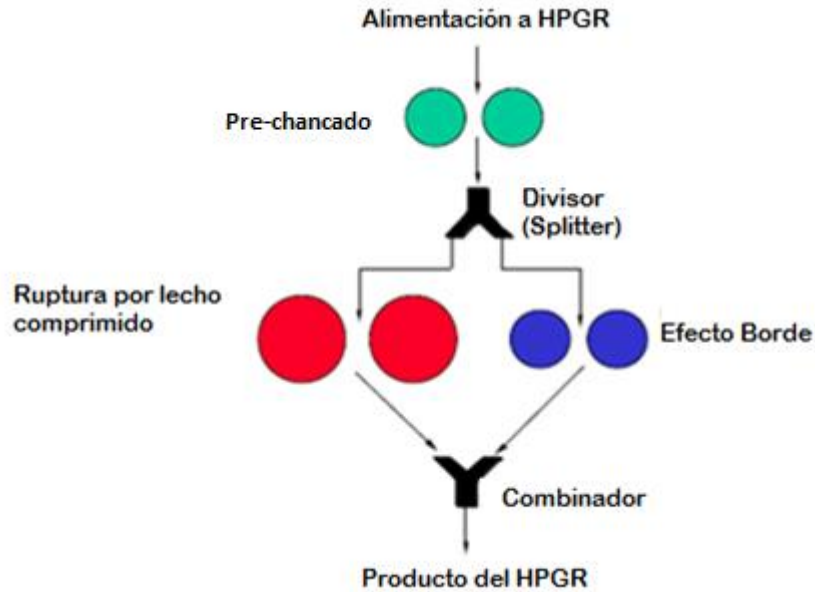 Alimentación a HPGR
Pre-chancado
Divisor
(Splitter)
Ruptura por lecho
comprimido
Efecto Borde
Combinador
Producto del HPGR